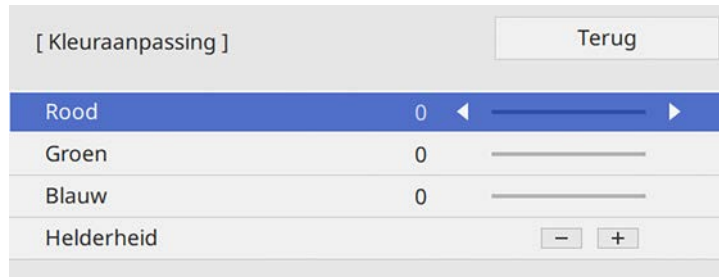 [ Kleuraanpassing ] Terug
Rood 0
Groen 0
Blauw 0
Helderheid − +